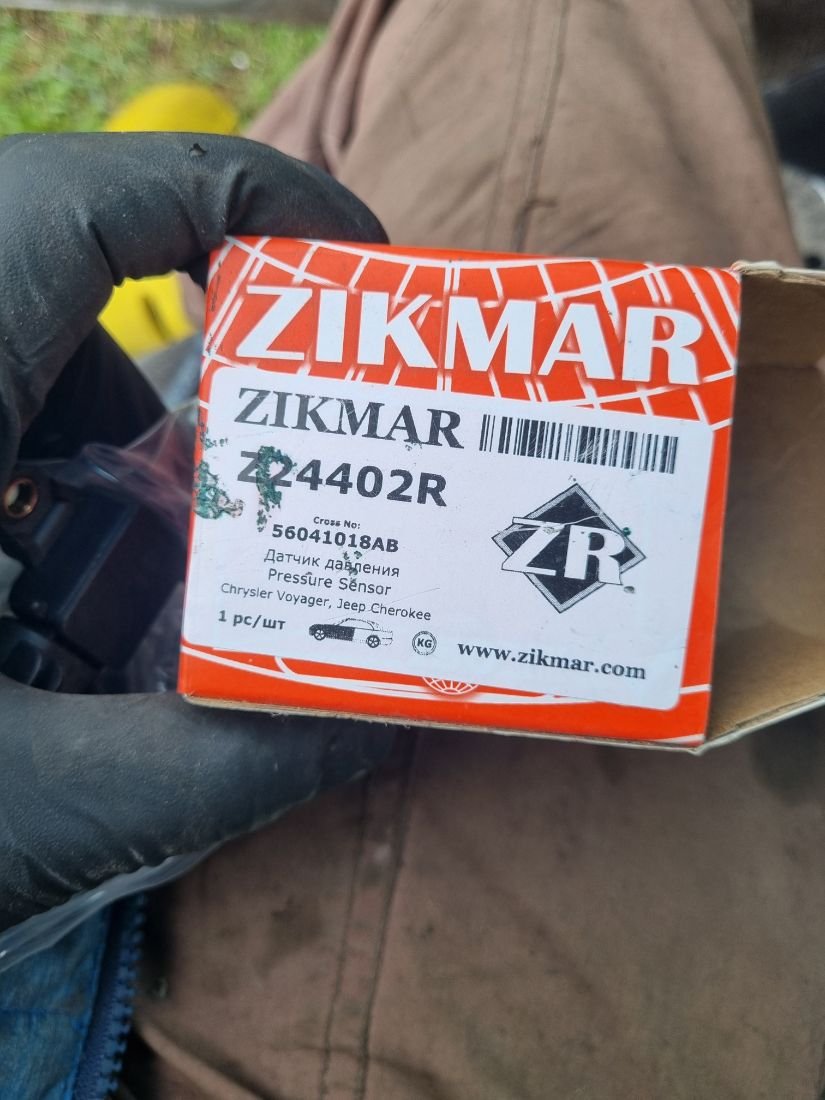 ZIKMAR
ZIKMAR
Z24402R
Cross No:
56041018AB
Датчик давления
Pressure Sensor
Chrysler Voyager, Jeep Cherokee
1 pc/шт
KG
www.zikmar.com
ZR